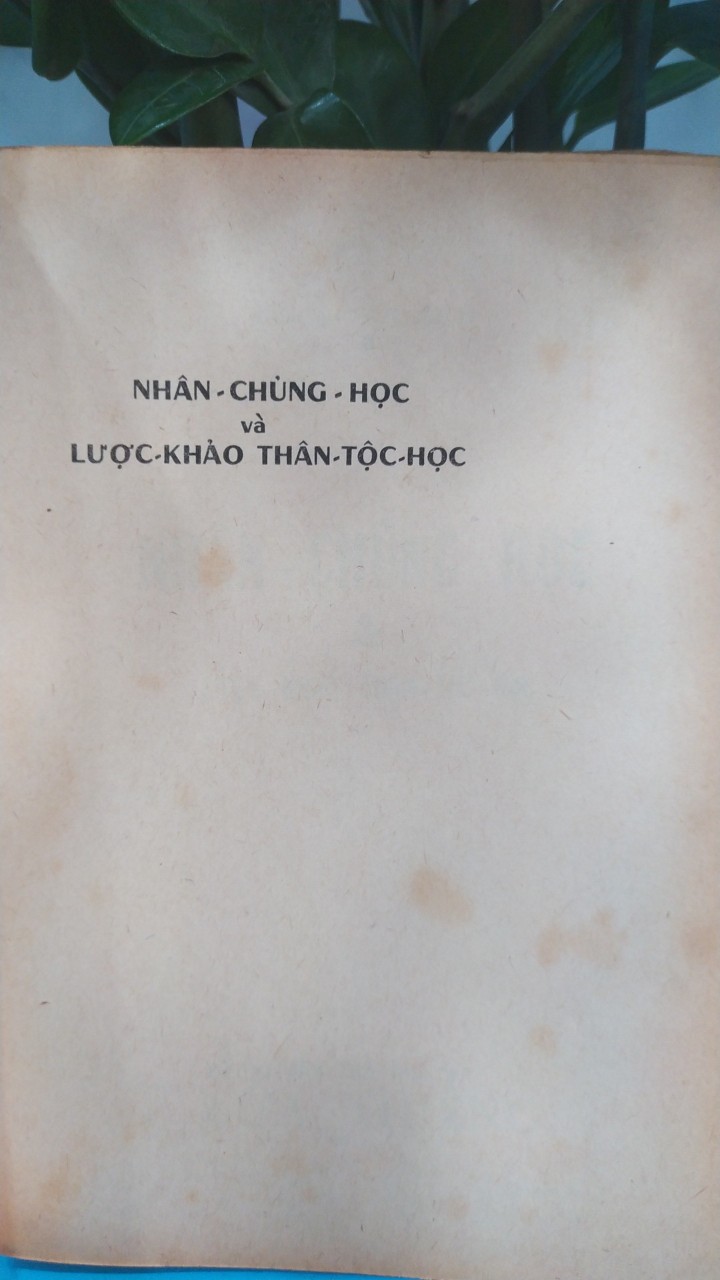 NHÂN-CHỦNG-HỌC
và
LƯỢC-KHẢO THÂN-TỘC-HỌC